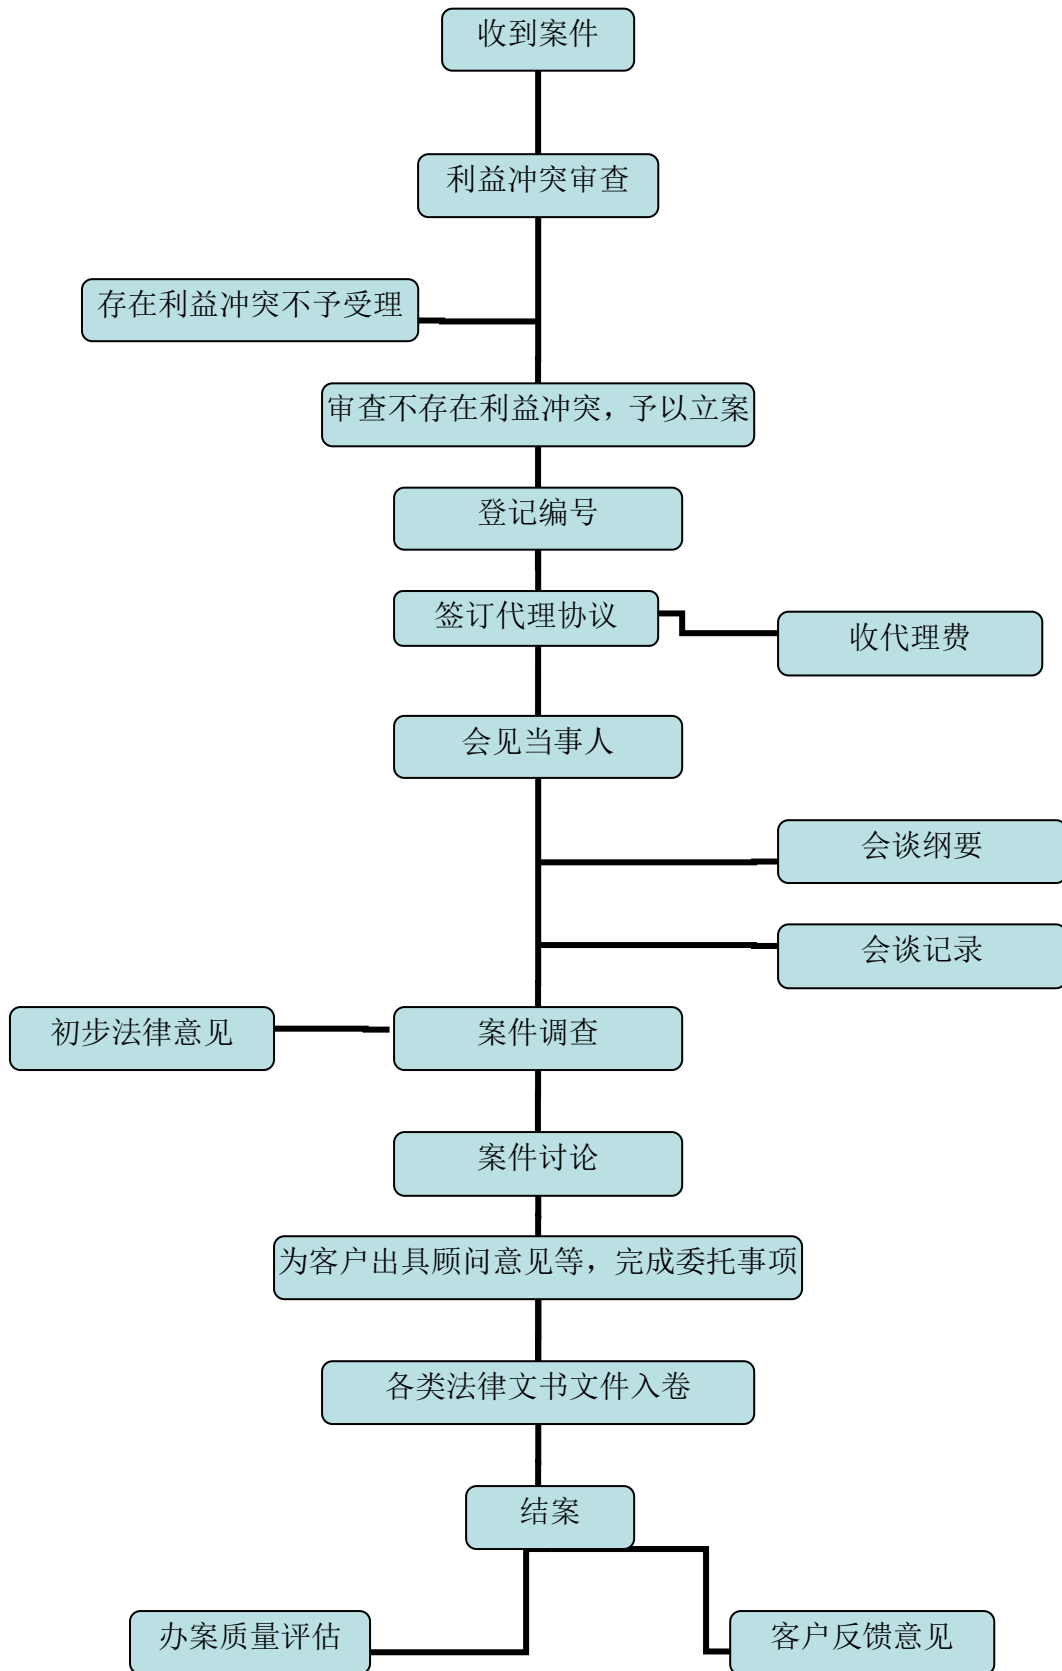 收到案件
利益冲突审查
存在利益冲突不予受理
审查不存在利益冲突，予以立案
登记编号
签订代理协议
收代理费
会见当事人
会谈纲要
会谈记录
初步法律意见
案件调查
案件讨论
为客户出具顾问意见等，完成委托事项
各类法律文书文件入卷
结案
办案质量评估
客户反馈意见